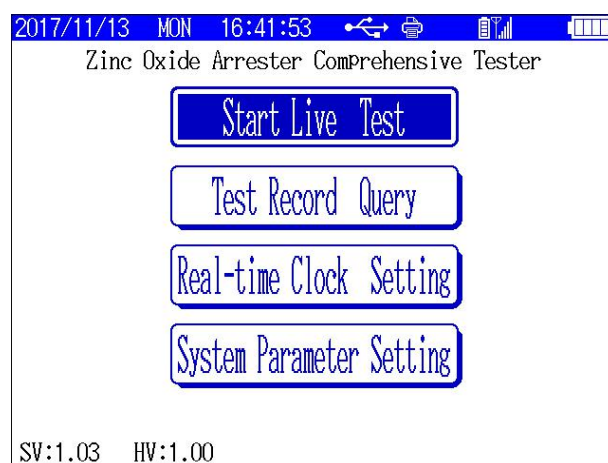 2017/11/13 MON 16:41:53
Zinc Oxide Arrester Comprehensive Tester
Start Live Test
Test Record Query
Real-time Clock Setting
System Parameter Setting
SV:1.03 HV:1.00